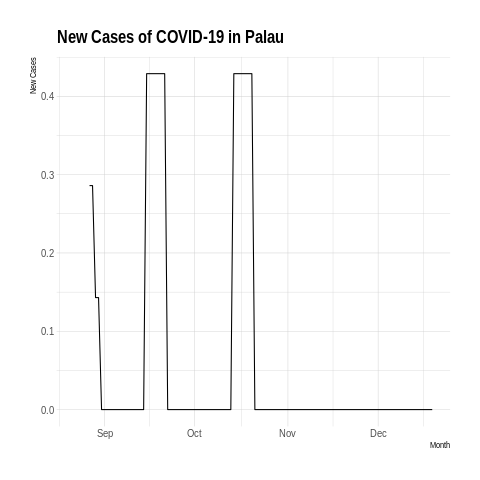 New Cases of COVID-19 in Palau
New Cases
0.4
0.3
0.2
0.1
0.0
Sep Oct Nov Dec
Month